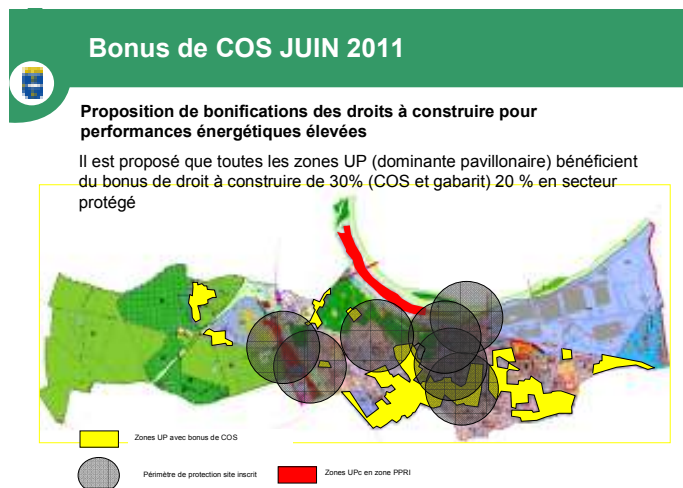 Bonus de COS JUIN 2011
Proposition de bonifications des droits à construire pour
performances énergétiques élevées
Il est proposé que toutes les zones UP (dominante pavillonaire) bénéficient
du bonus de droit à construire de 30% (COS et gabarit) 20 % en secteur
protégé
Zones UP avec bonus de COS
Périmètre de protection site inscrit
Zones UPc en zone PPRI